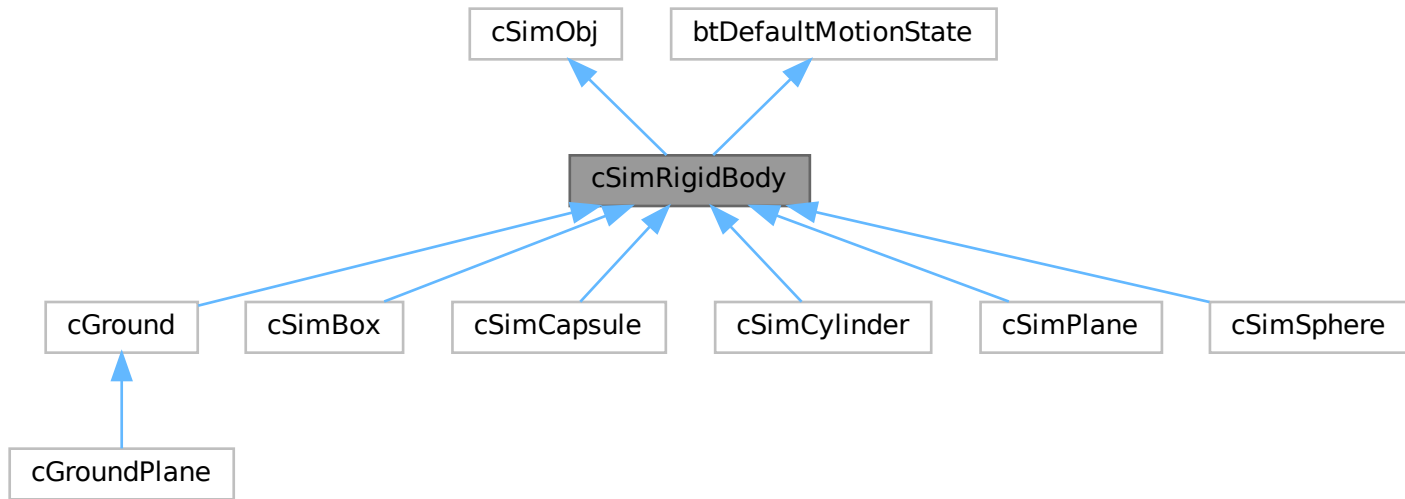 cSimObj
btDefaultMotionState
cSimRigidBody
cGround
cSimBox
cSimCapsule
cSimCylinder
cSimPlane
cSimSphere
cGroundPlane